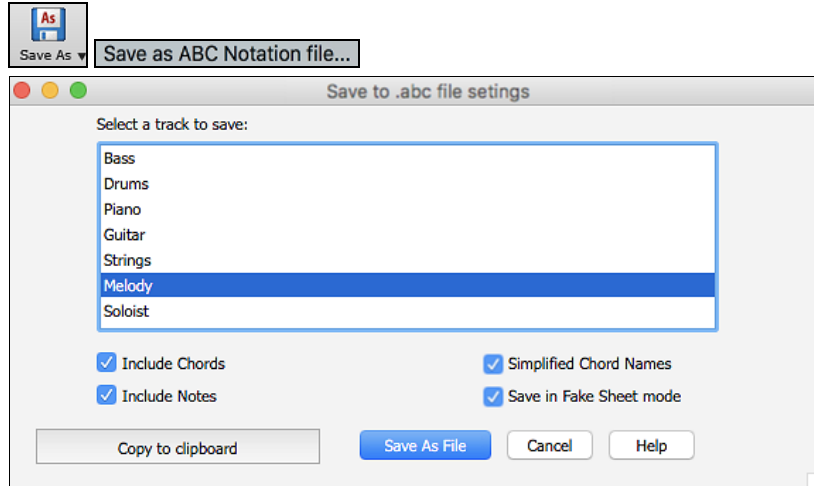 As
Save As ▼
Save as ABC Notation file...
Save to .abc file setings
Select a track to save:
Bass
Drums
Piano
Guitar
Strings
Melody
Soloist
Include Chords
Simplified Chord Names
Include Notes
Save in Fake Sheet mode
Copy to clipboard
Save As File
Cancel
Help